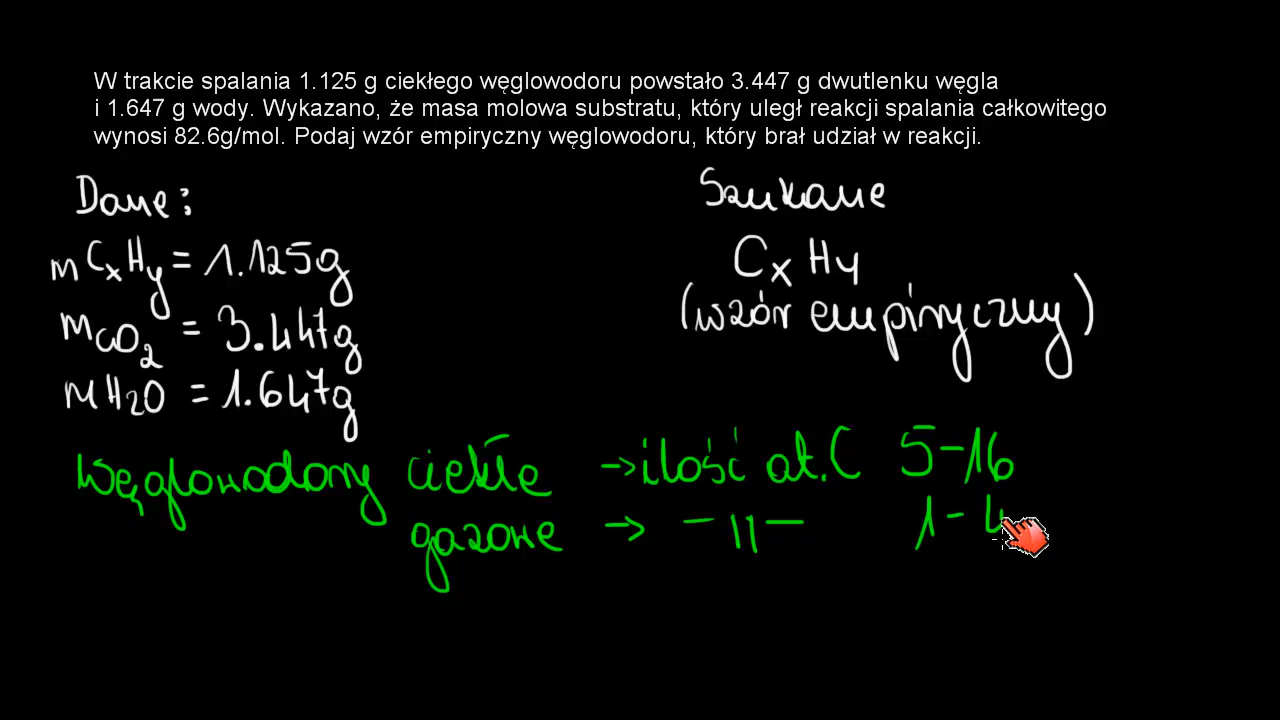 W trakcie spalania 1.125 g ciekłego węglowodoru powstało 3.447 g dwutlenku węgla
i 1.647 g wody. Wykazano, że masa molowa substratu, który uległ reakcji spalania całkowitego
wynosi 82.6g/mol. Podaj wzór empiryczny węglowodoru, który brał udział w reakcji.
Dane:
mCxHy = 1.125g
mCO2 = 3.447g
mH2O = 1.647g
Szukane
CxHy
(wzór empiryczny)
Węglowodory ciekłe → ilość at. C 5-16
gazowe → -11- 1-4